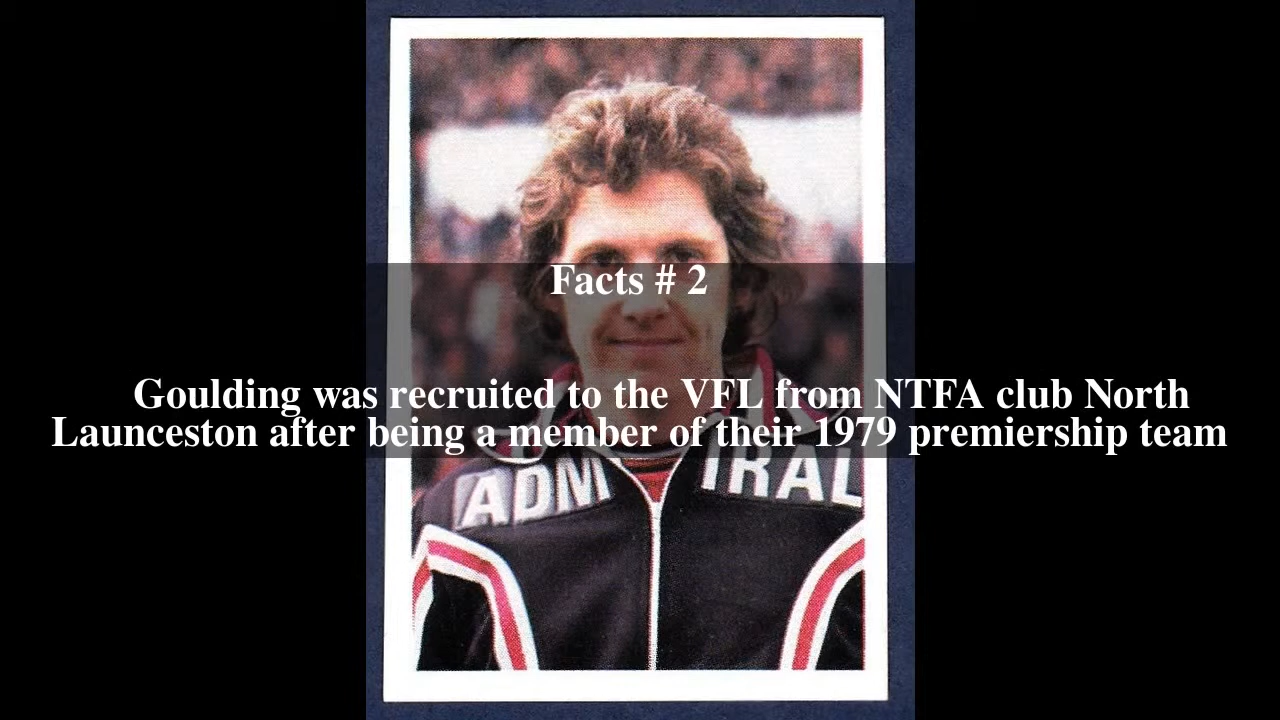 Facts # 2
Goulding was recruited to the VFL from NTFA club North
Launceston after being a member of their 1979 premiership team
ADM IRAL